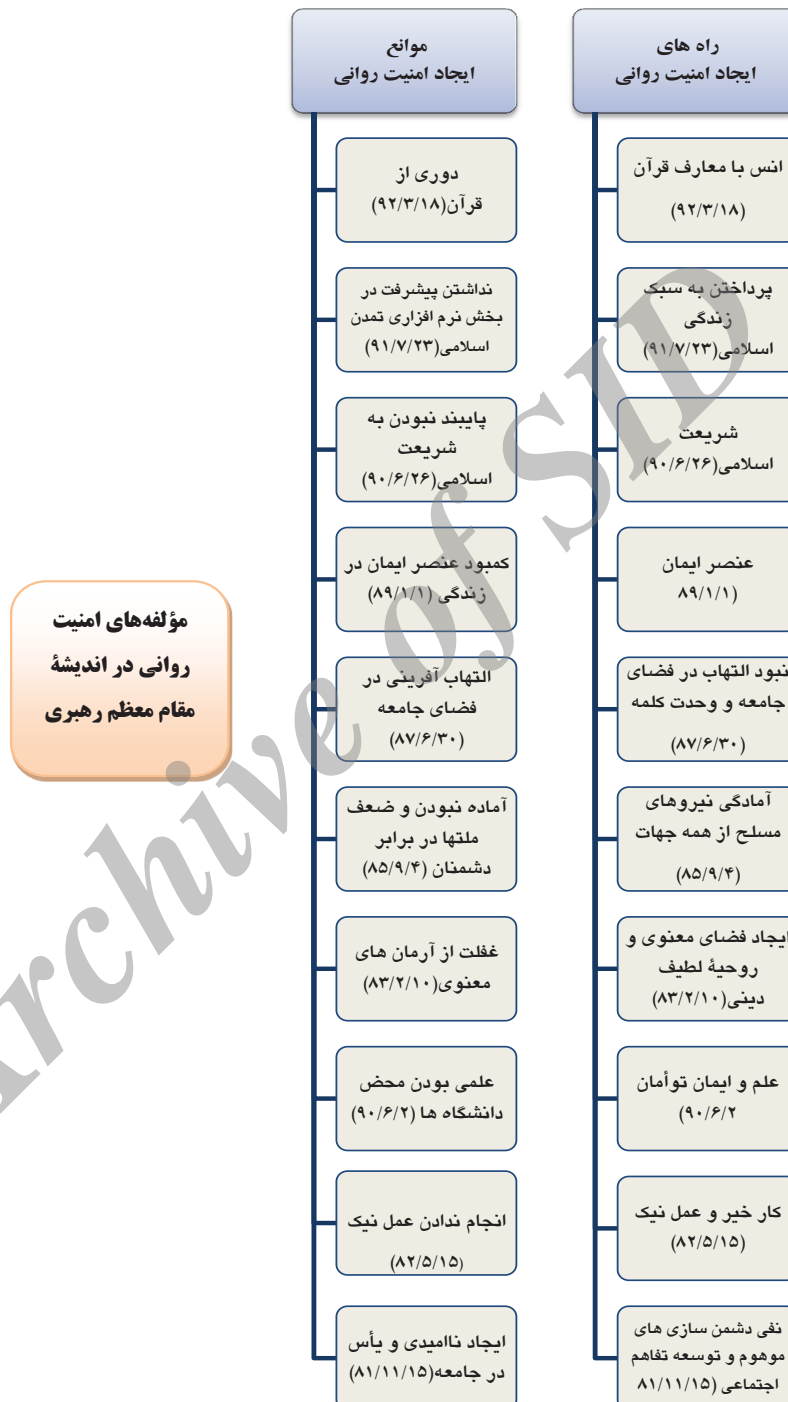 راه های
ایجاد امنیت روانی
انس با معارف قرآن
(۹۲/۳/۱۸)
پرداختن به سبک
زندگی
اسلامی(۹۱/۷/۲۳)
شریعت
اسلامی(۹۰/۶/۲۶)
عنصر ایمان
۸۹/۱/۱)
نبود التهاب در فضای
جامعه و وحدت کلمه
(۸۷/۶/۳۰)
آمادگی نیروهای
مسلح از همه جهات
(۸۵/۹/۴)
ایجاد فضای معنوی و
روحیۀ لطیف
دینی(۸۳/۲/۱۰)
علم و ایمان توأمان
(۹۰/۶/۲
کار خیر و عمل نیک
(۸۲/۵/۱۵)
نفی دشمن سازی های
موهوم و توسعه تفاهم
اجتماعی (۸۱/۱۱/۱۵
موانع
ایجاد امنیت روانی
دوری از
قرآن(۹۲/۳/۱۸)
نداشتن پیشرفت در
بخش نرم افزاری تمدن
اسلامی(۹۱/۷/۲۳)
پایبند نبودن به
شریعت
اسلامی(۹۰/۶/۲۶)
کمبود عنصر ایمان در
زندگی (۸۹/۱/۱)
التهاب آفرینی در
فضای جامعه
(۸۷/۶/۳۰)
آماده نبودن و ضعف
ملتها در برابر
دشمنان (۸۵/۹/۴)
غفلت از آرمان های
معنوی(۸۳/۲/۱۰)
علمی بودن محض
دانشگاه ها (۹۰/۶/۲)
انجام ندادن عمل نیک
(۸۲/۵/۱۵)
ایجاد ناامیدی و یأس
در جامعه(۸۱/۱۱/۱۵)
مؤلفه‌های امنیت
روانی در اندیشۀ
مقام معظم رهبری
Archive of SID